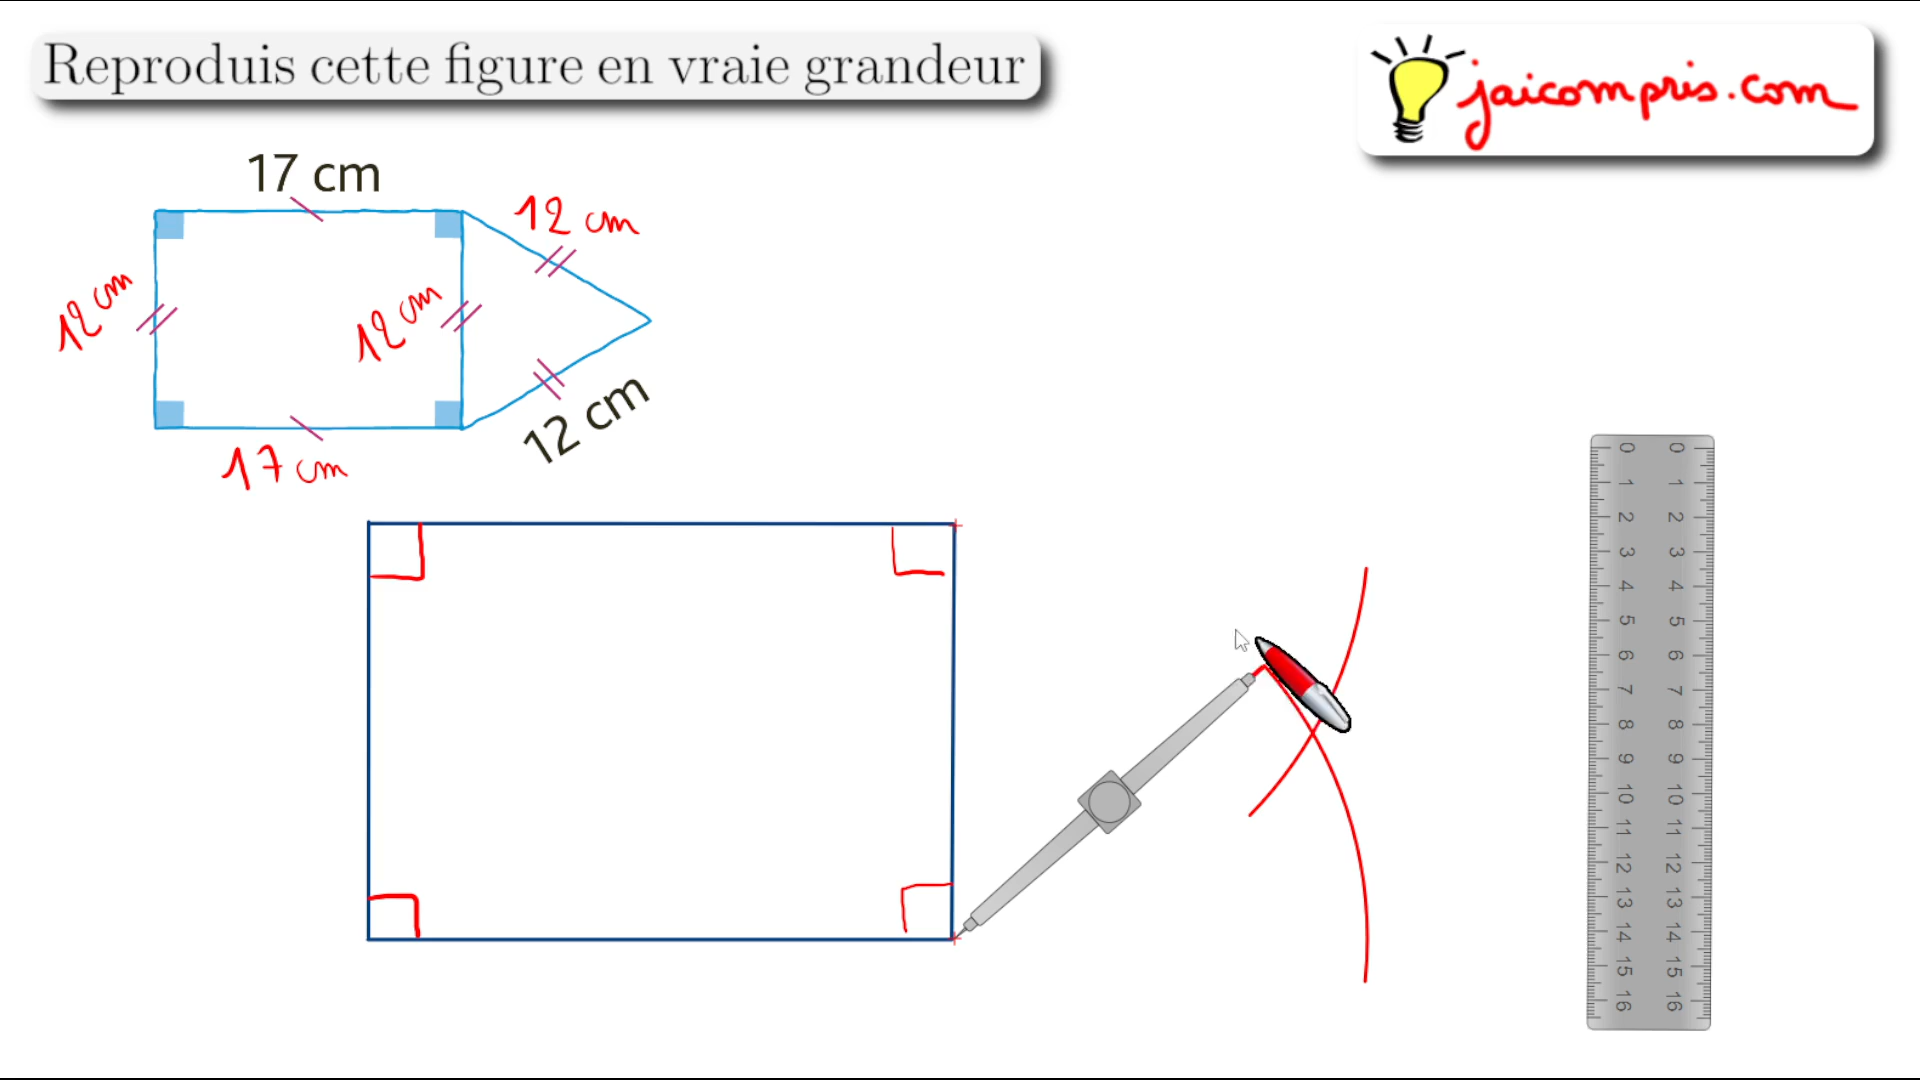 Reproduis cette figure en vraie grandeur
jaicompris.com
17 cm
12 cm
12 cm
12 cm
12 cm
17 cm
0 0
1 1
2 2
3 3
4 4
5 5
6 6
7 7
8 8
9 9
10 10
11 11
12 12
13 13
14 14
15 15
16 16